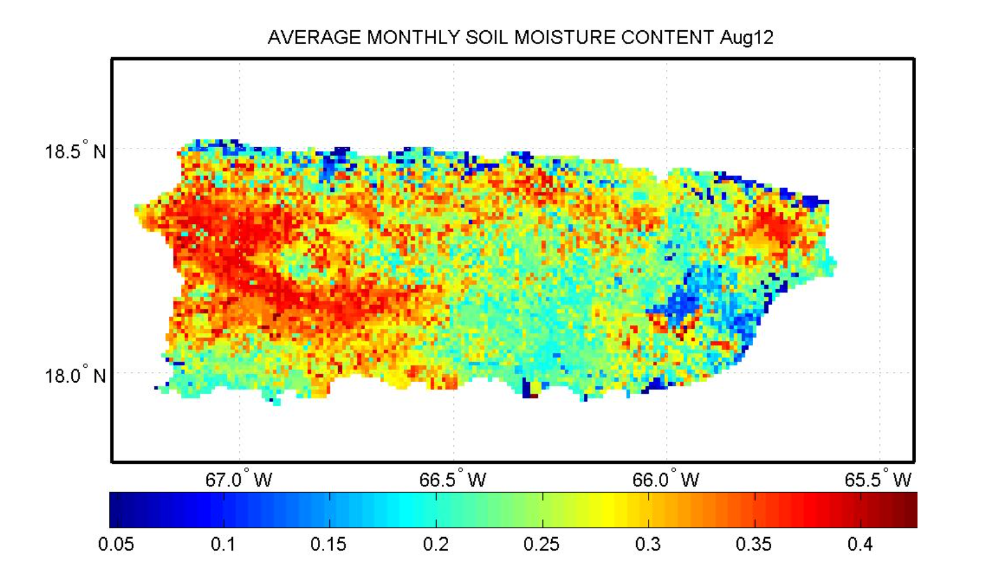 AVERAGE MONTHLY SOIL MOISTURE CONTENT Aug12
18.5° N
18.0° N
67.0° W 66.5° W 66.0° W 65.5° W
0.05 0.1 0.15 0.2 0.25 0.3 0.35 0.4